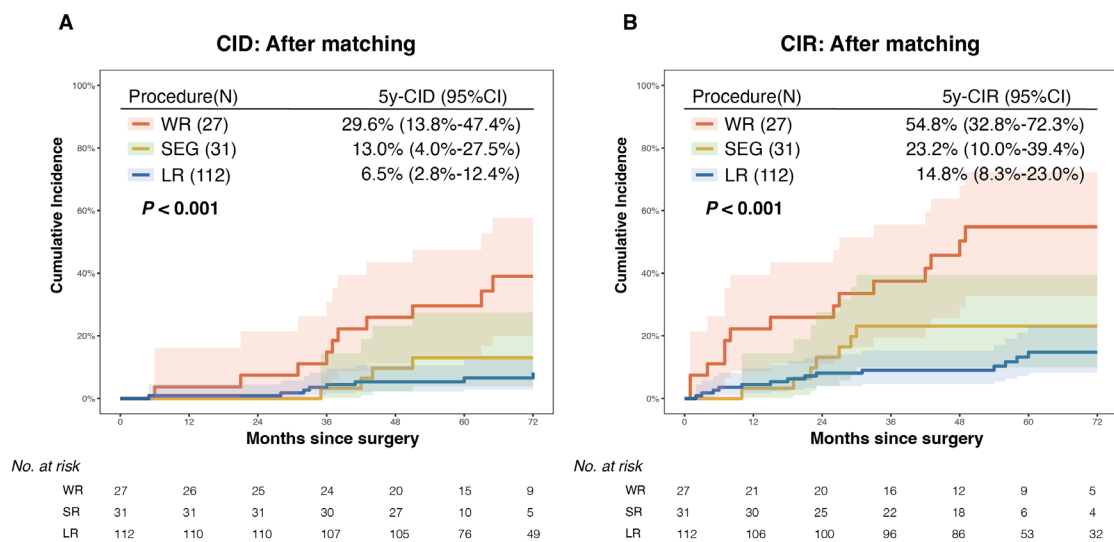 A
CID: After matching
Cumulative Incidence
100%
80%
60%
40%
20%
0%
Procedure(N) 5y-CID (95%CI)
WR (27) 29.6% (13.8%-47.4%)
SEG (31) 13.0% (4.0%-27.5%)
LR (112) 6.5% (2.8%-12.4%)
P < 0.001
0 12 24 36 48 60 72
Months since surgery
No. at risk
WR 27 26 25 24 20 15 9
SR 31 31 31 30 27 10 5
LR 112 110 110 107 105 76 49
B
CIR: After matching
Cumulative Incidence
100%
80%
60%
40%
20%
0%
Procedure(N) 5y-CIR (95%CI)
WR (27) 54.8% (32.8%-72.3%)
SEG (31) 23.2% (10.0%-39.4%)
LR (112) 14.8% (8.3%-23.0%)
P < 0.001
0 12 24 36 48 60 72
Months since surgery
No. at risk
WR 27 21 20 16 12 9 5
SR 31 30 25 22 18 6 4
LR 112 106 100 96 86 53 32